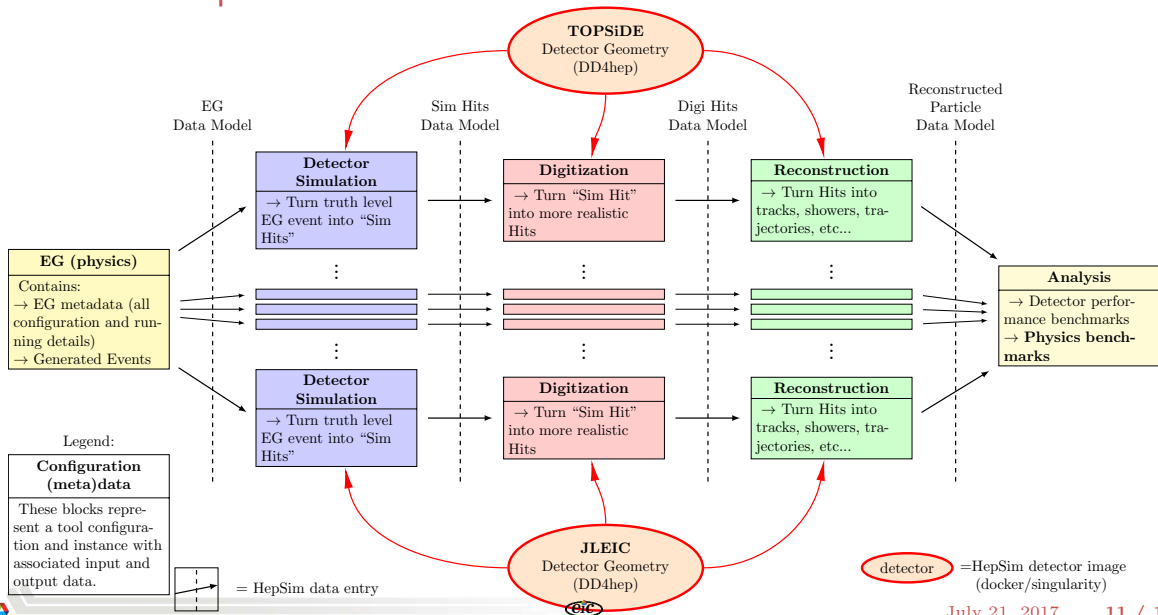 TOPSiDE
Detector Geometry
(DD4hep)
EG
Data Model
Sim Hits
Data Model
Digi Hits
Data Model
Reconstructed
Particle
Data Model
Detector
Simulation
→ Turn truth level
EG event into “Sim
Hits”
Digitization
→ Turn “Sim Hit”
into more realistic
Hits
Reconstruction
→ Turn Hits into
tracks, showers, tra-
jectories, etc...
EG (physics)
Contains:
→ EG metadata (all
configuration and run-
ning details)
→ Generated Events
Analysis
→ Detector perfor-
mance benchmarks
→ Physics bench-
marks
Detector
Simulation
→ Turn truth level
EG event into “Sim
Hits”
Digitization
→ Turn “Sim Hit”
into more realistic
Hits
Reconstruction
→ Turn Hits into
tracks, showers, tra-
jectories, etc...
Legend:
Configuration
(meta)data
These blocks repre-
sent a tool configura-
tion and instance with
associated input and
output data.
= HepSim data entry
JLEIC
Detector Geometry
(DD4hep)
detector
=HepSim detector image
(docker/singularity)
eic
July 21, 2017
11 / 1